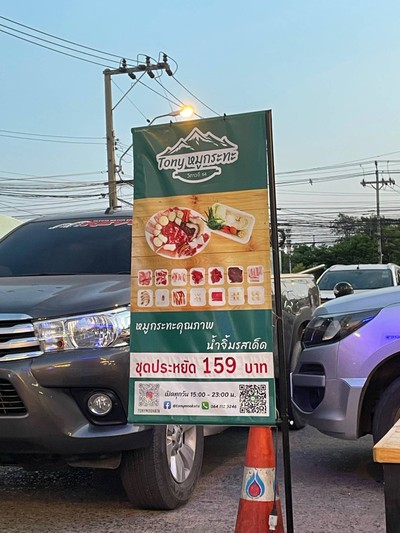 Tony หมูกระทะ
หมูกระทะคุณภาพ
น้ำจิ้มรสเด็ด
ชุดประหยัด 159 บาท
เปิดทุกวัน 15:00 - 23:00 น.